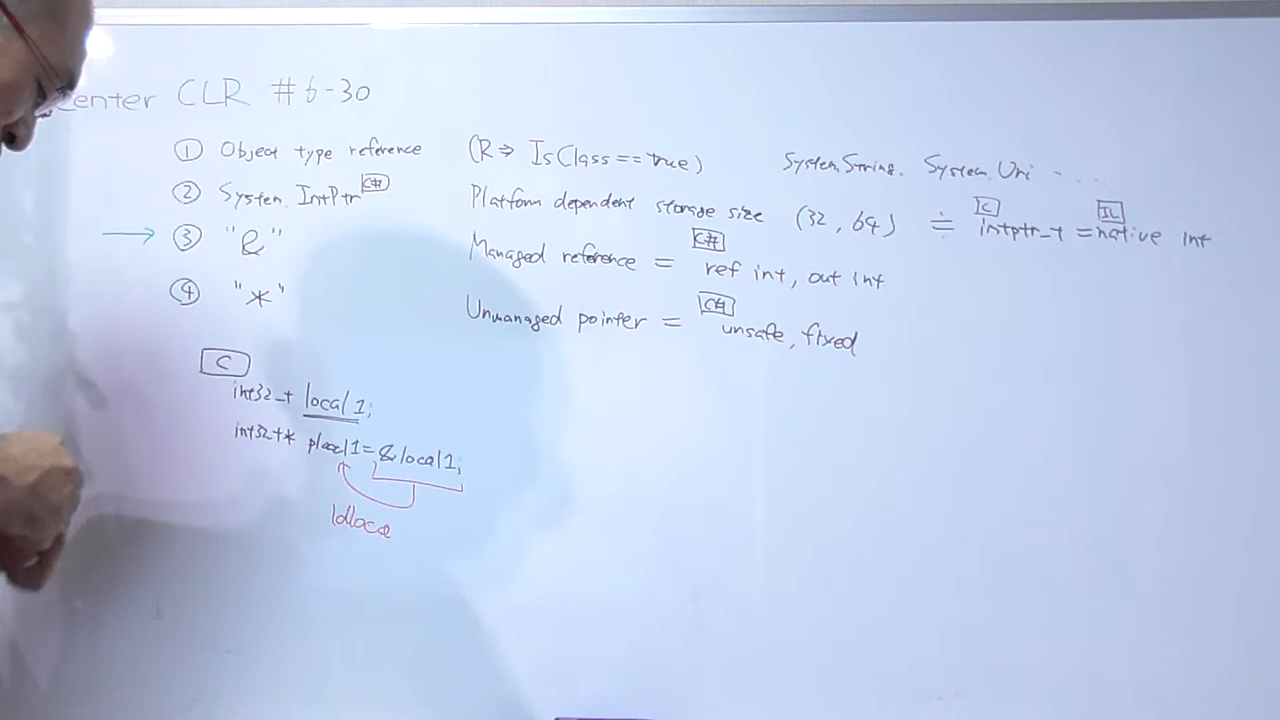 Center CLR #6-30
① Object type reference (R ⇒ IsClass == true) System.String. System.Uri ...
② System.IntPtr C# Platform dependent storage size (32, 64) ≒ C intptr_t = IL native int
③ "&" Managed reference = C# ref int, out int
④ "*" Unmanaged pointer = C# unsafe, fixed
C
int32_t local1;
int32_t* plocal1 = &local1;
ldloca